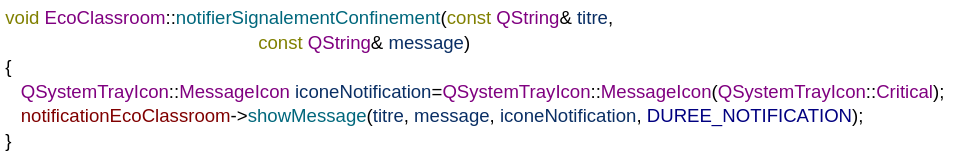 void EcoClassroom::notifierSignalementConfinement(const QString& titre,
const QString& message)
{
QSystemTrayIcon::MessageIcon iconeNotification=QSystemTrayIcon::MessageIcon(QSystemTrayIcon::Critical);
notificationEcoClassroom->showMessage(titre, message, iconeNotification, DUREE_NOTIFICATION);
}